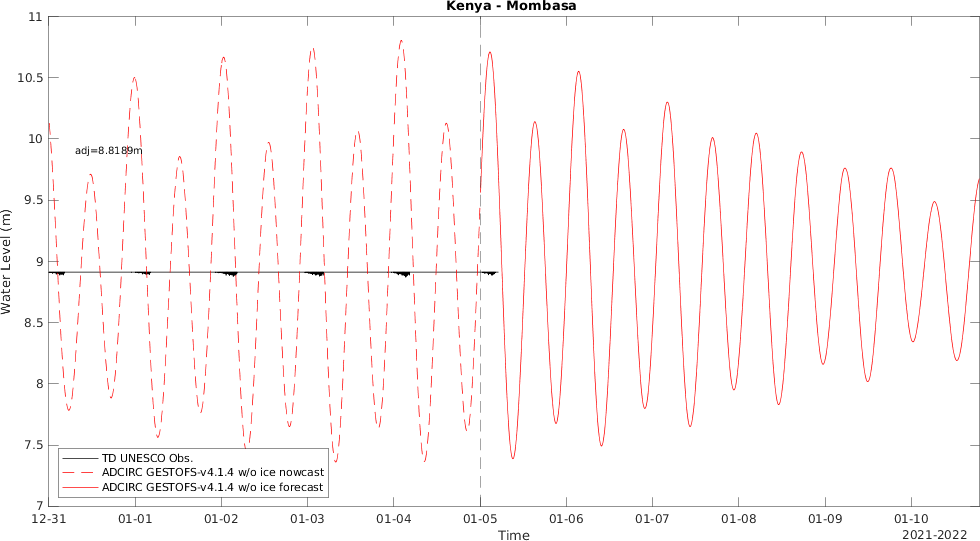 Kenya - Mombasa
11
10.5
10
9.5
9
8.5
8
7.5
7
Water Level (m)
adj=8.8189m
TD UNESCO Obs.
ADCIRC GESTOFS-v4.1.4 w/o ice nowcast
ADCIRC GESTOFS-v4.1.4 w/o ice forecast
12-31 01-01 01-02 01-03 01-04 01-05 01-06 01-07 01-08 01-09 01-10
Time
2021-2022